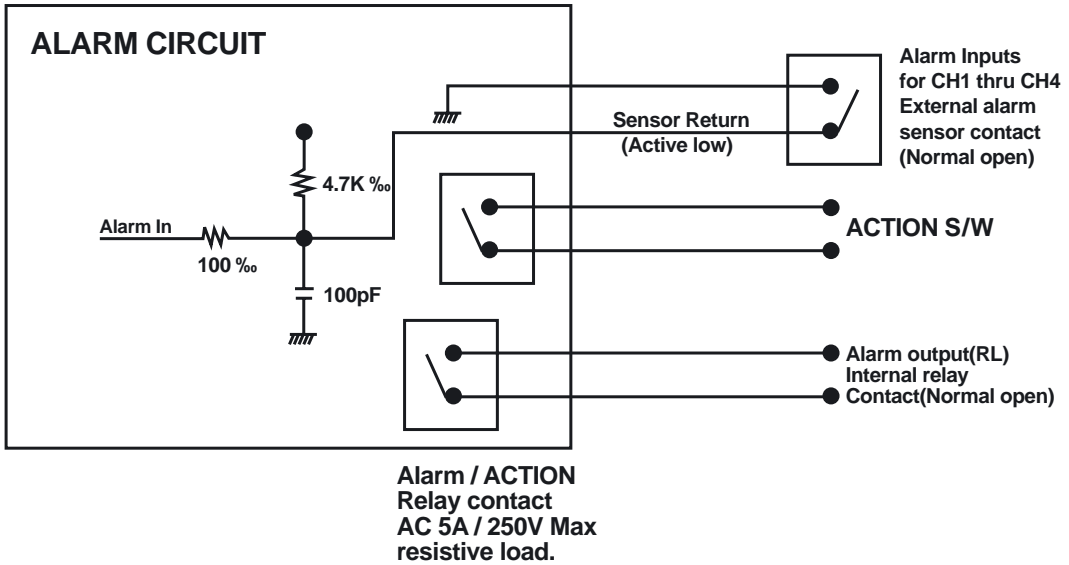 ALARM CIRCUIT
Alarm Inputs
for CH1 thru CH4
External alarm
sensor contact
(Normal open)
Sensor Return
(Active low)
4.7K ‰
Alarm In
100 ‰
100pF
ACTION S/W
Alarm output(RL)
Internal relay
Contact(Normal open)
Alarm / ACTION
Relay contact
AC 5A / 250V Max
resistive load.